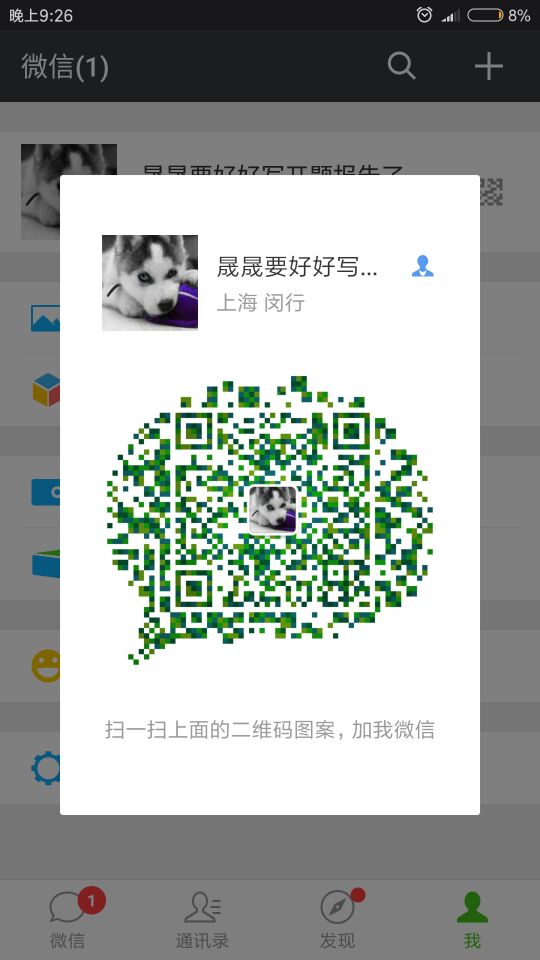 晚上9:26
8%
微信(1)
晟晟要好好写开题报告了
晟晟要好好写...
上海 闵行
扫一扫上面的二维码图案，加我微信
1
微信
通讯录
发现
我